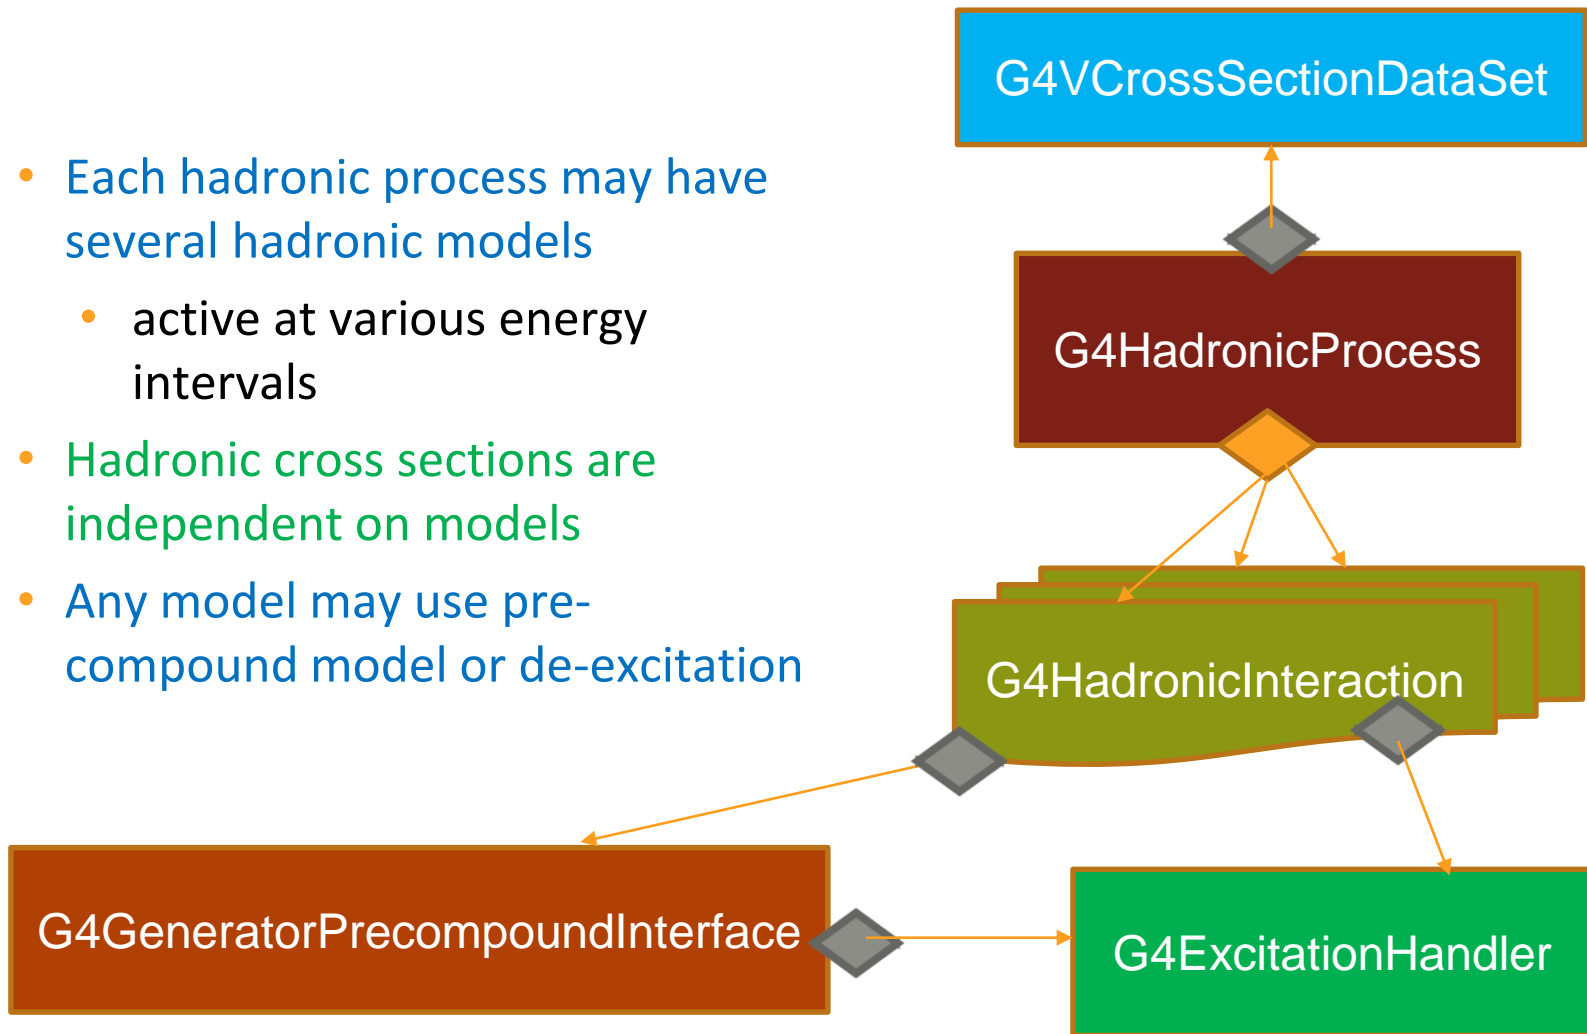 G4VCrossSectionDataSet
• Each hadronic process may have
several hadronic models
• active at various energy
intervals
• Hadronic cross sections are
independent on models
• Any model may use pre-
compound model or de-excitation
G4HadronicProcess
G4HadronicInteraction
G4GeneratorPrecompoundInterface
G4ExcitationHandler